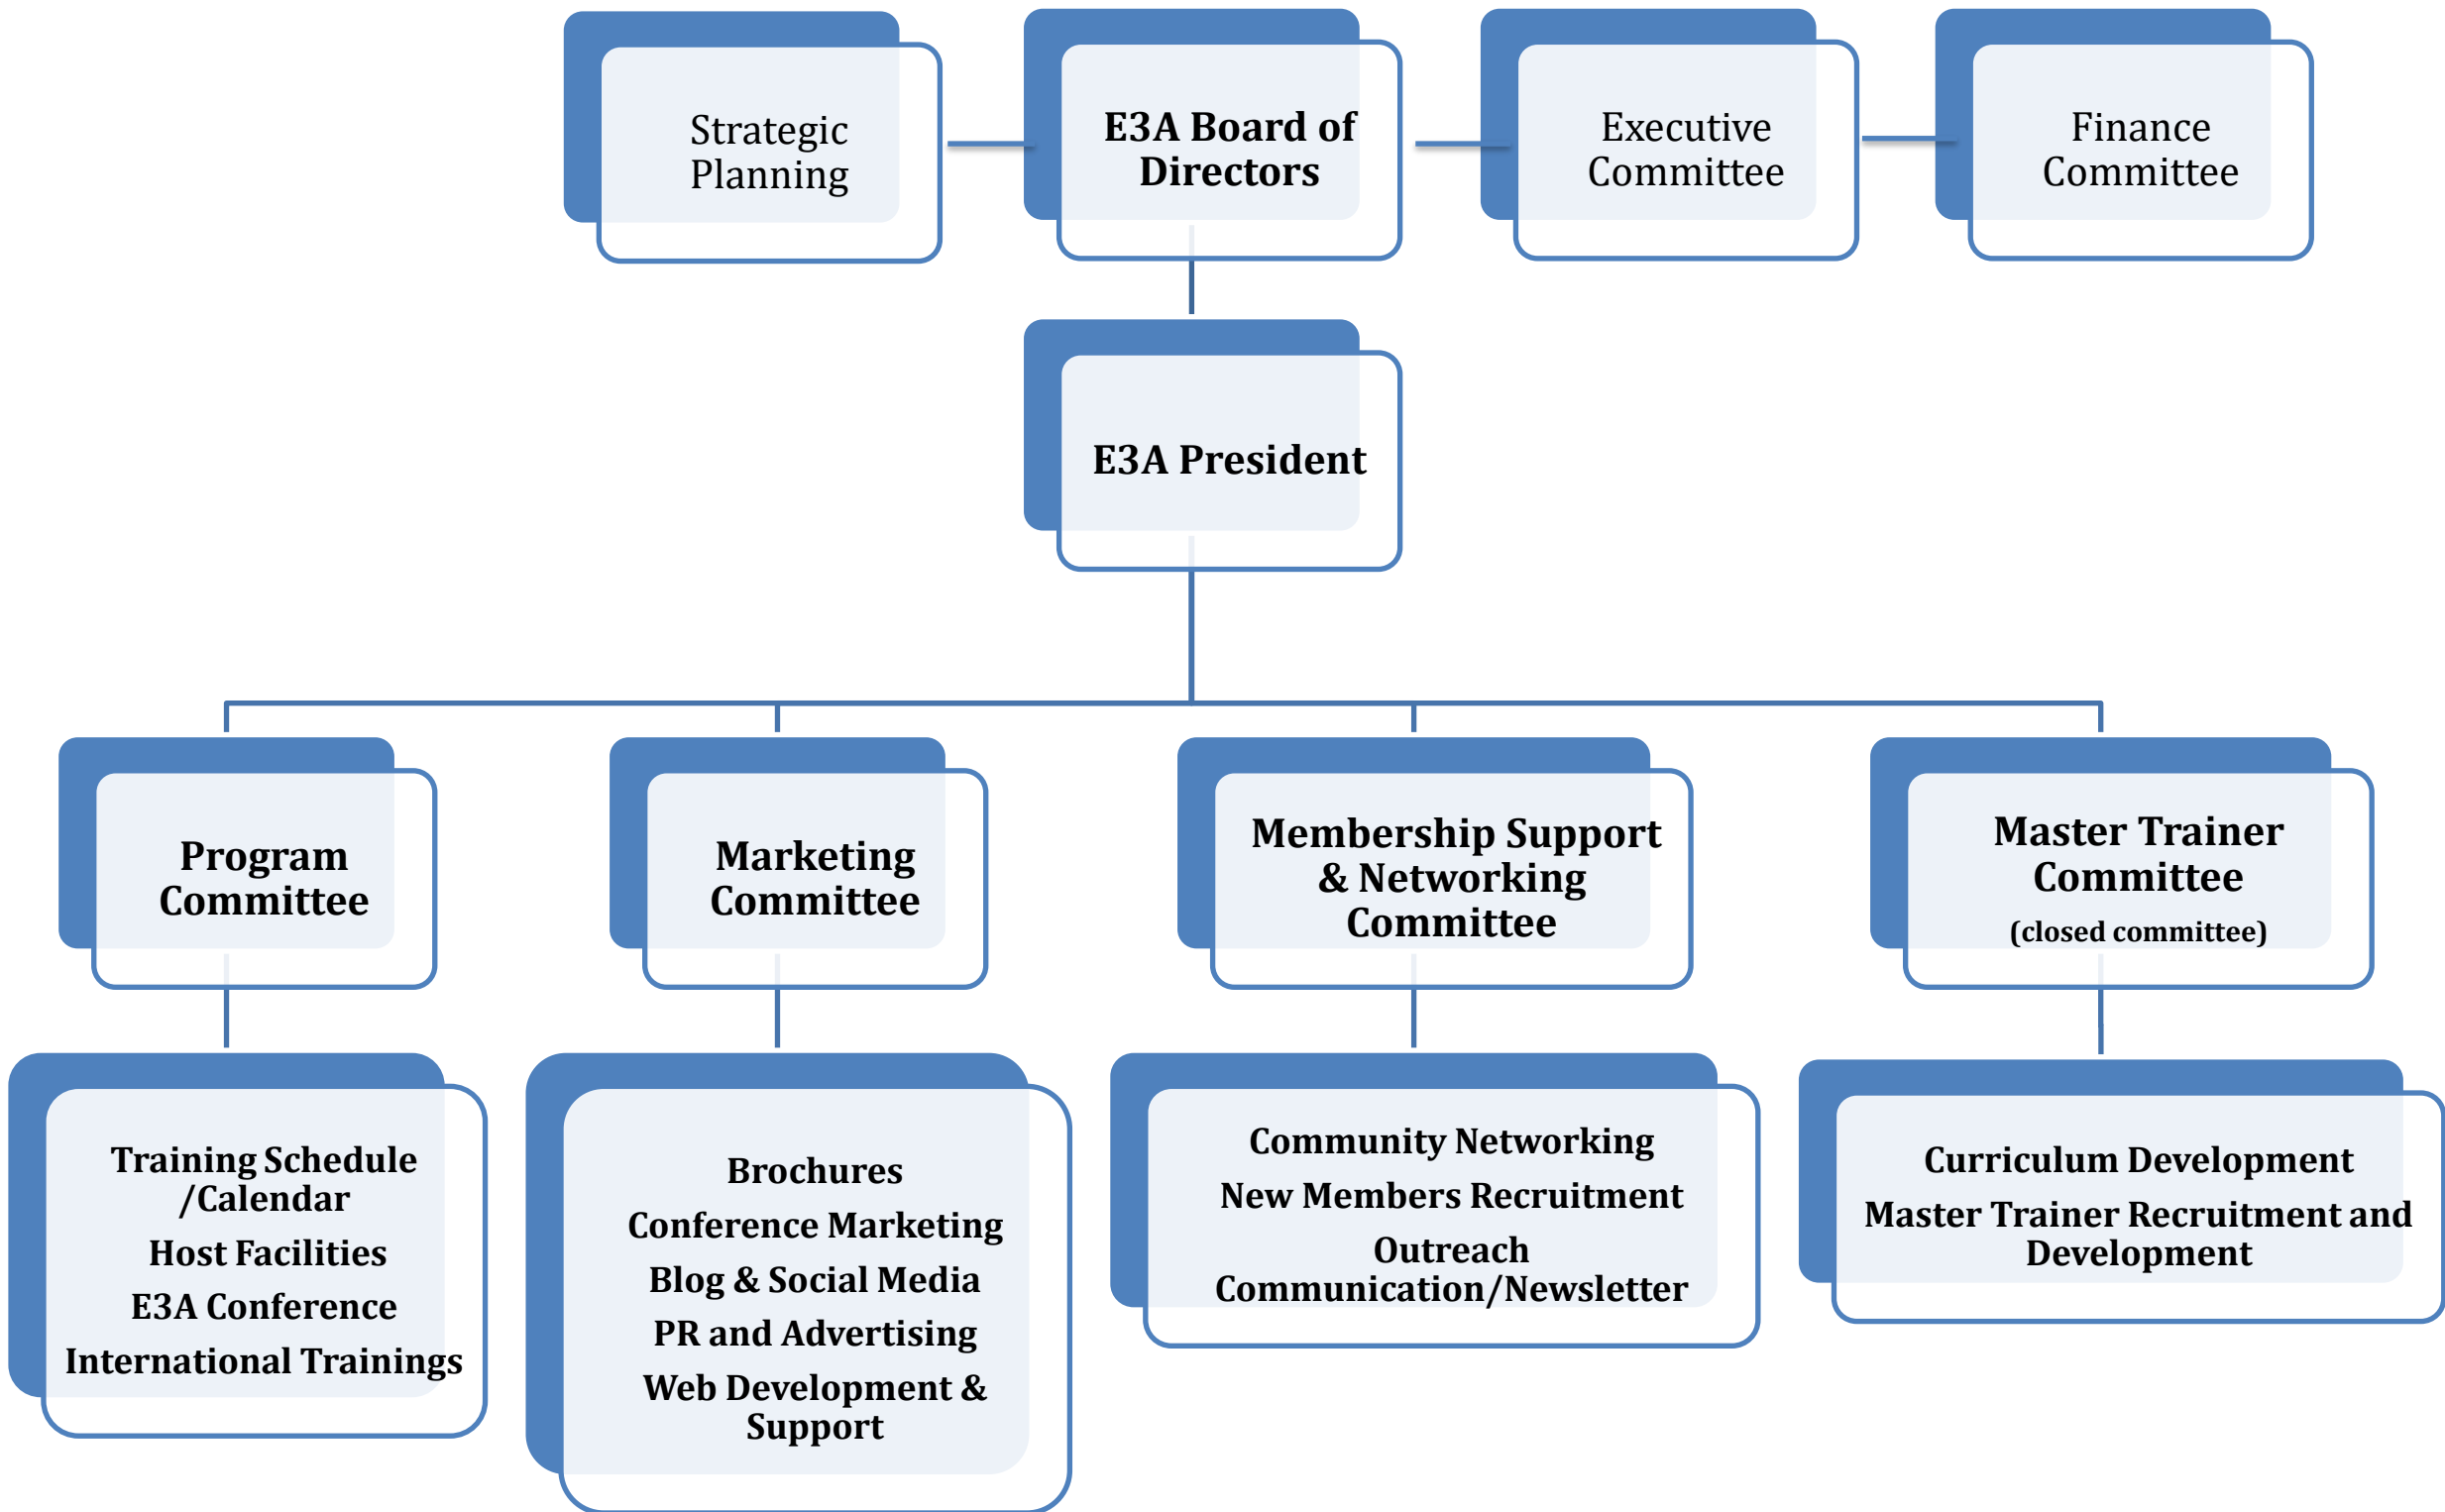 Strategic
Planning
E3A Board of
Directors
Executive
Committee
Finance
Committee
E3A President
Program
Committee
Marketing
Committee
Membership Support
& Networking
Committee
Master Trainer
Committee
(closed committee)
Training Schedule
/Calendar
Host Facilities
E3A Conference
International Trainings
Brochures
Conference Marketing
Blog & Social Media
PR and Advertising
Web Development &
Support
Community Networking
New Members Recruitment
Outreach
Communication/Newsletter
Curriculum Development
Master Trainer Recruitment and
Development